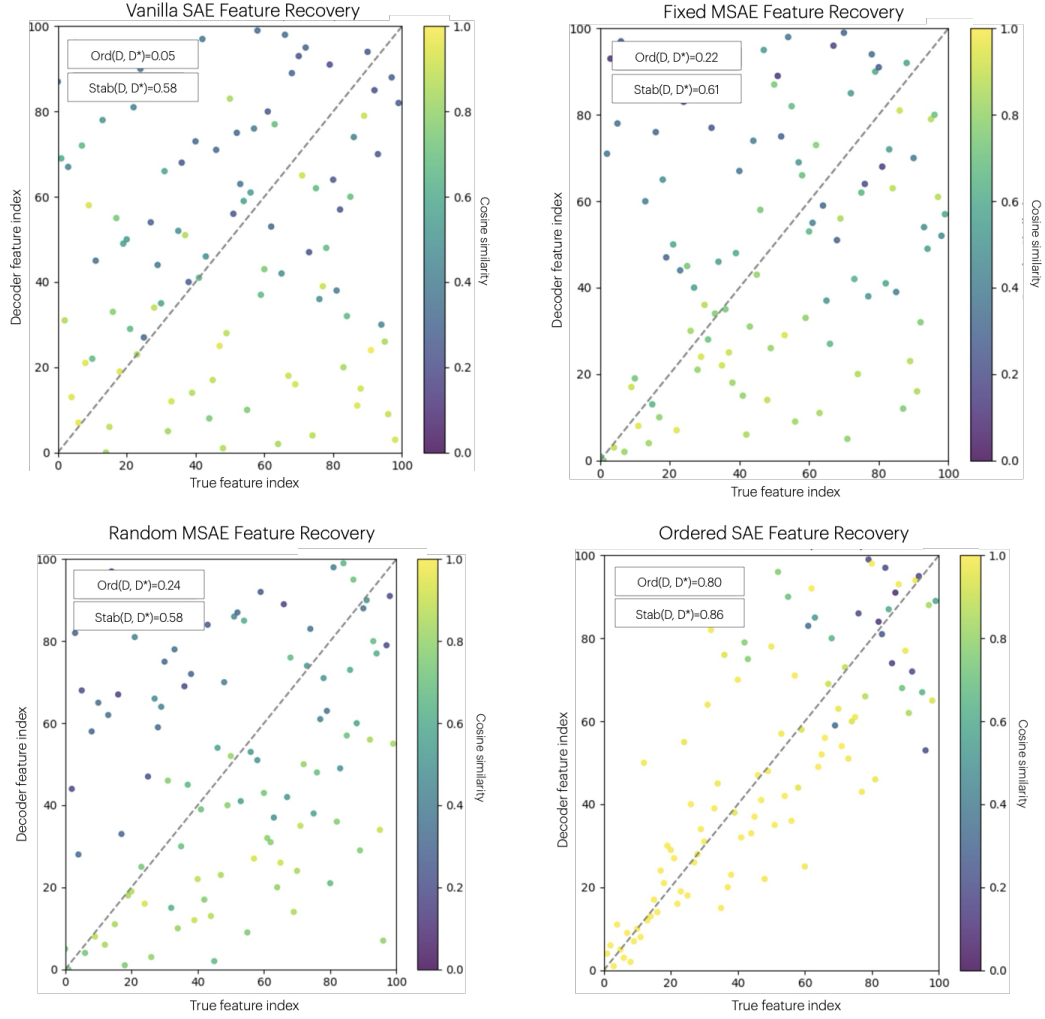 Vanilla SAE Feature Recovery
Ord(D, D*)=0.05
Stab(D, D*)=0.58
100
80
60
40
20
0
Decoder feature index
0 20 40 60 80 100
True feature index
1.0
0.8
0.6
0.4
0.2
0.0
Cosine similarity
Fixed MSAE Feature Recovery
Ord(D, D*)=0.22
Stab(D, D*)=0.61
100
80
60
40
20
0
Decoder feature index
0 20 40 60 80 100
True feature index
1.0
0.8
0.6
0.4
0.2
0.0
Cosine similarity
Random MSAE Feature Recovery
Ord(D, D*)=0.24
Stab(D, D*)=0.58
100
80
60
40
20
0
Decoder feature index
0 20 40 60 80 100
True feature index
1.0
0.8
0.6
0.4
0.2
0.0
Cosine similarity
Ordered SAE Feature Recovery
Ord(D, D*)=0.80
Stab(D, D*)=0.86
100
80
60
40
20
0
Decoder feature index
0 20 40 60 80 100
True feature index
1.0
0.8
0.6
0.4
0.2
0.0
Cosine similarity